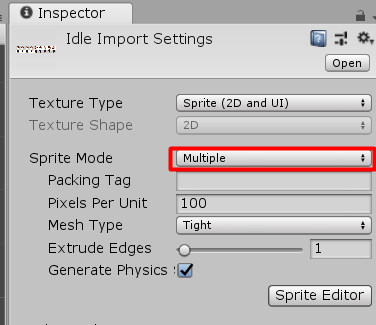 Inspector
Idle Import Settings
Open
Texture Type Sprite (2D and UI)
Texture Shape 2D
Sprite Mode Multiple
Packing Tag
Pixels Per Unit 100
Mesh Type Tight
Extrude Edges 1
Generate Physics
Sprite Editor